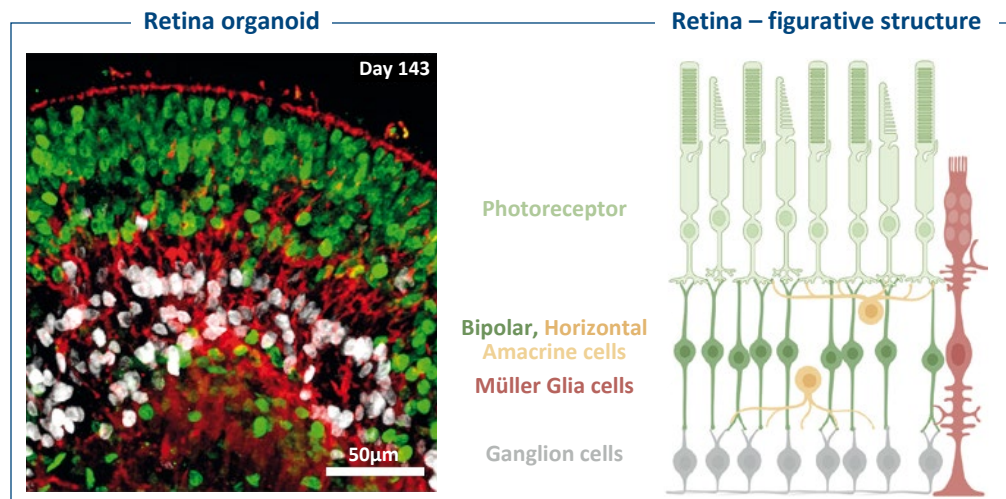 Retina organoid
Retina – figurative structure
Day 143
Photoreceptor
Bipolar, Horizontal
Amacrine cells
Müller Glia cells
Ganglion cells
50µm